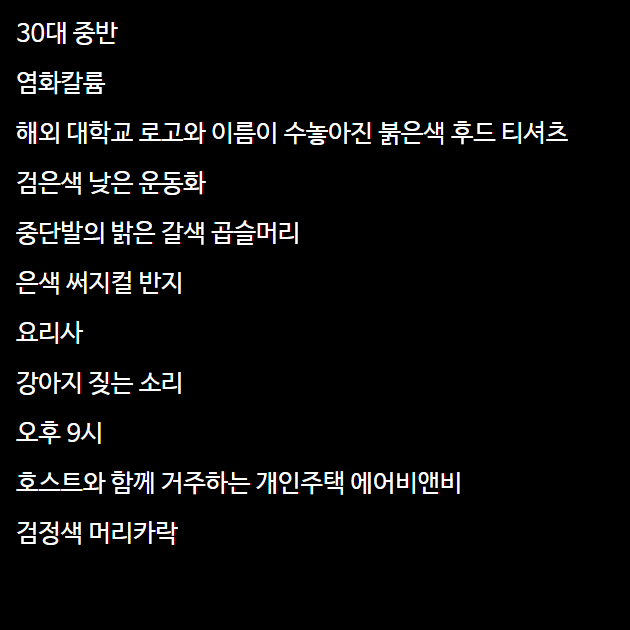 30대 중반
염화칼륨
해외 대학교 로고와 이름이 수놓아진 붉은색 후드 티셔츠
검은색 낮은 운동화
중단발의 밝은 갈색 곱슬머리
은색 써지컬 반지
요리사
강아지 짖는 소리
오후 9시
호스트와 함께 거주하는 개인주택 에어비앤비
검정색 머리카락